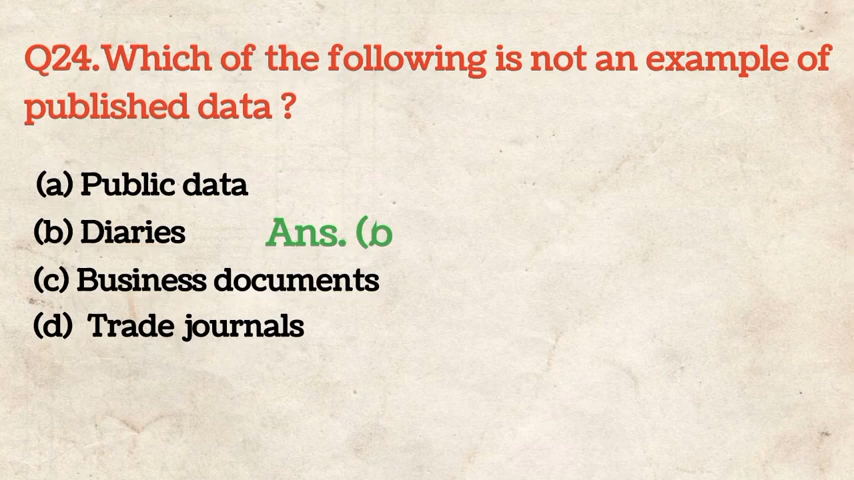 Q24.Which of the following is not an example of
published data ?
(a) Public data
(b) Diaries
Ans. (b
(c) Business documents
(d) Trade journals